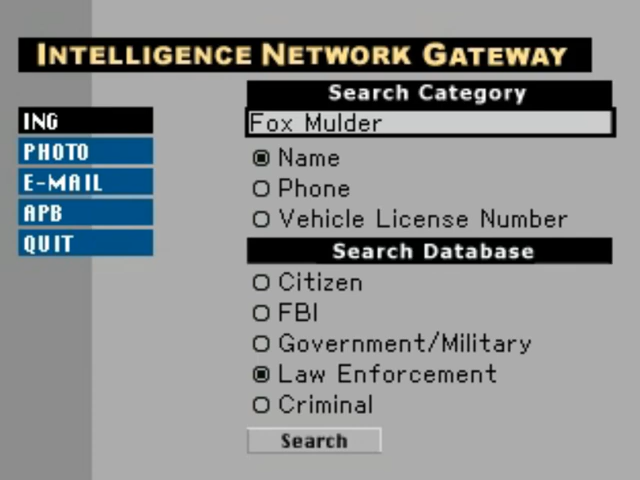 INTELLIGENCE NETWORK GATEWAY
ING
PHOTO
E-MAIL
APB
QUIT
Search Category
Fox Mulder
Name
Phone
Vehicle License Number
Search Database
Citizen
FBI
Government/Military
Law Enforcement
Criminal
Search